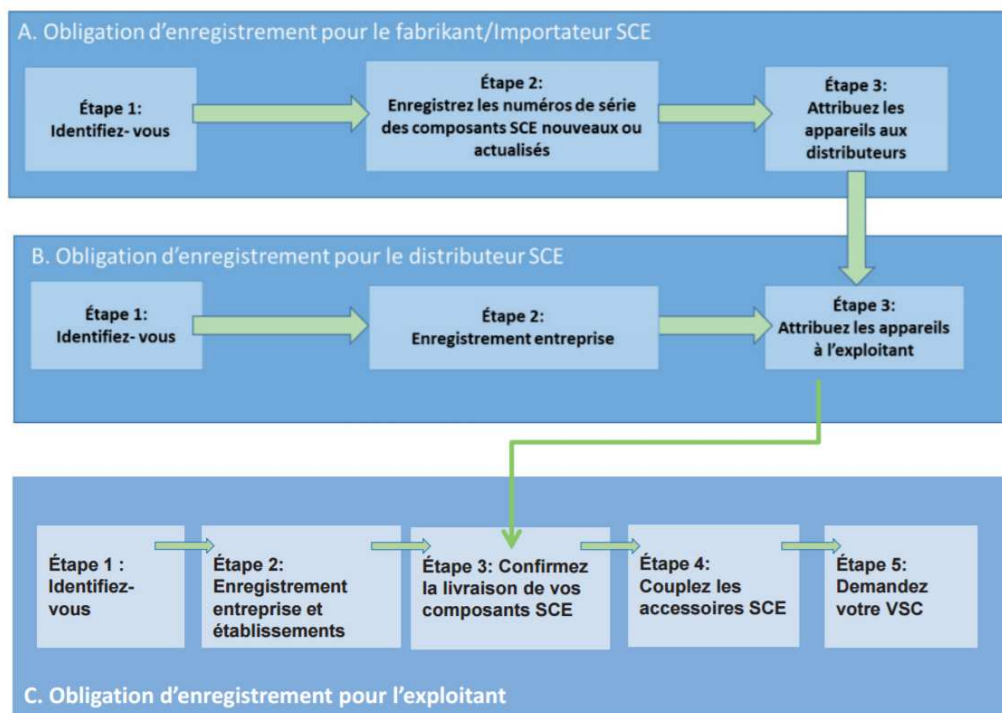 A. Obligation d'enregistrement pour le fabrikant/Importateur SCE
Étape 1:
Identifiez- vous
Étape 2:
Enregistrez les numéros de série
des composants SCE nouveaux ou
actualisés
Étape 3:
Attribuez les
appareils aux
distributeurs
B. Obligation d'enregistrement pour le distributeur SCE
Étape 1:
Identifiez- vous
Étape 2:
Enregistrement entreprise
Étape 3:
Attribuez les appareils
à l'exploitant
Étape 1 :
Identifiez-
vous
Étape 2:
Enregistrement
entreprise et
établissements
Étape 3: Confirmez
la livraison de vos
composants SCE
Étape 4:
Couplez les
accessoires SCE
Étape 5:
Demandez
votre VSC
C. Obligation d'enregistrement pour l'exploitant